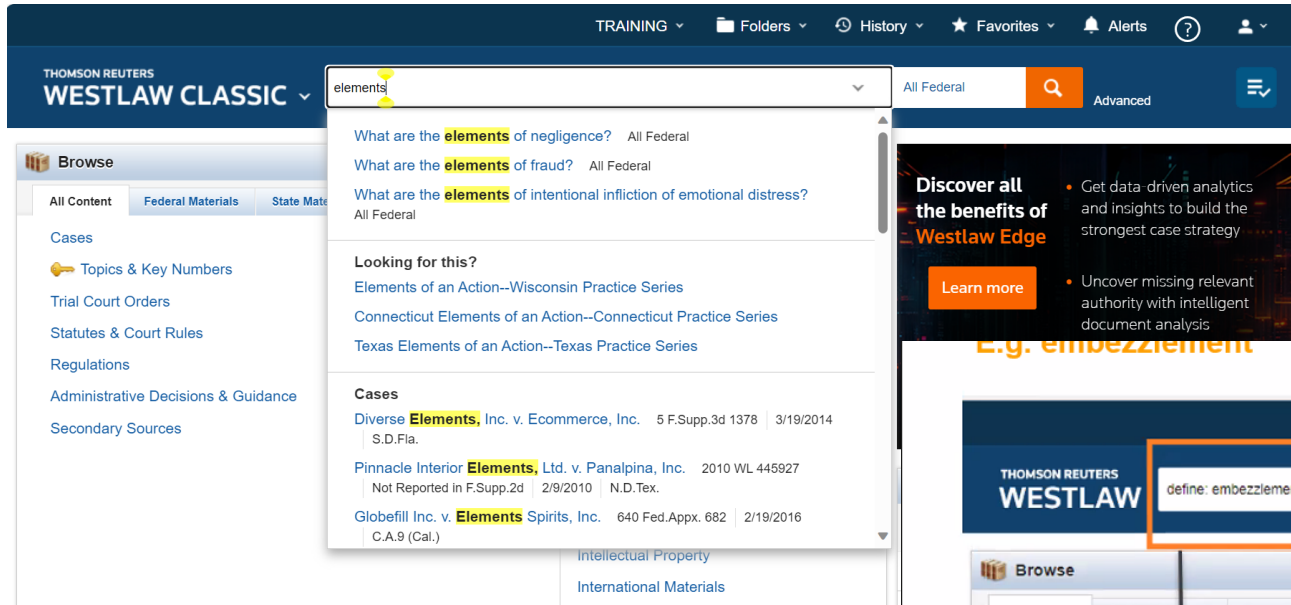 TRAINING Folders History Favorites Alerts ?
THOMSON REUTERS
WESTLAW CLASSIC
elements
All Federal
Advanced
Browse
All Content Federal Materials State Mate
Cases
Topics & Key Numbers
Trial Court Orders
Statutes & Court Rules
Regulations
Administrative Decisions & Guidance
Secondary Sources
What are the elements of negligence? All Federal
What are the elements of fraud? All Federal
What are the elements of intentional infliction of emotional distress?
All Federal
Looking for this?
Elements of an Action--Wisconsin Practice Series
Connecticut Elements of an Action--Connecticut Practice Series
Texas Elements of an Action--Texas Practice Series
Cases
Diverse Elements, Inc. v. Ecommerce, Inc. 5 F.Supp.3d 1378 3/19/2014
S.D.Fla.
Pinnacle Interior Elements, Ltd. v. Panalpina, Inc. 2010 WL 445927
Not Reported in F.Supp.2d 2/9/2010 N.D.Tex.
Globefill Inc. v. Elements Spirits, Inc. 640 Fed.Appx. 682 2/19/2016
C.A.9 (Cal.)
Intellectual Property
International Materials
Discover all
the benefits of
Westlaw Edge
Learn more
• Get data-driven analytics
and insights to build the
strongest case strategy
• Uncover missing relevant
authority with intelligent
document analysis
E.g. embezzlement
THOMSON REUTERS
WESTLAW
define: embezzleme
Browse